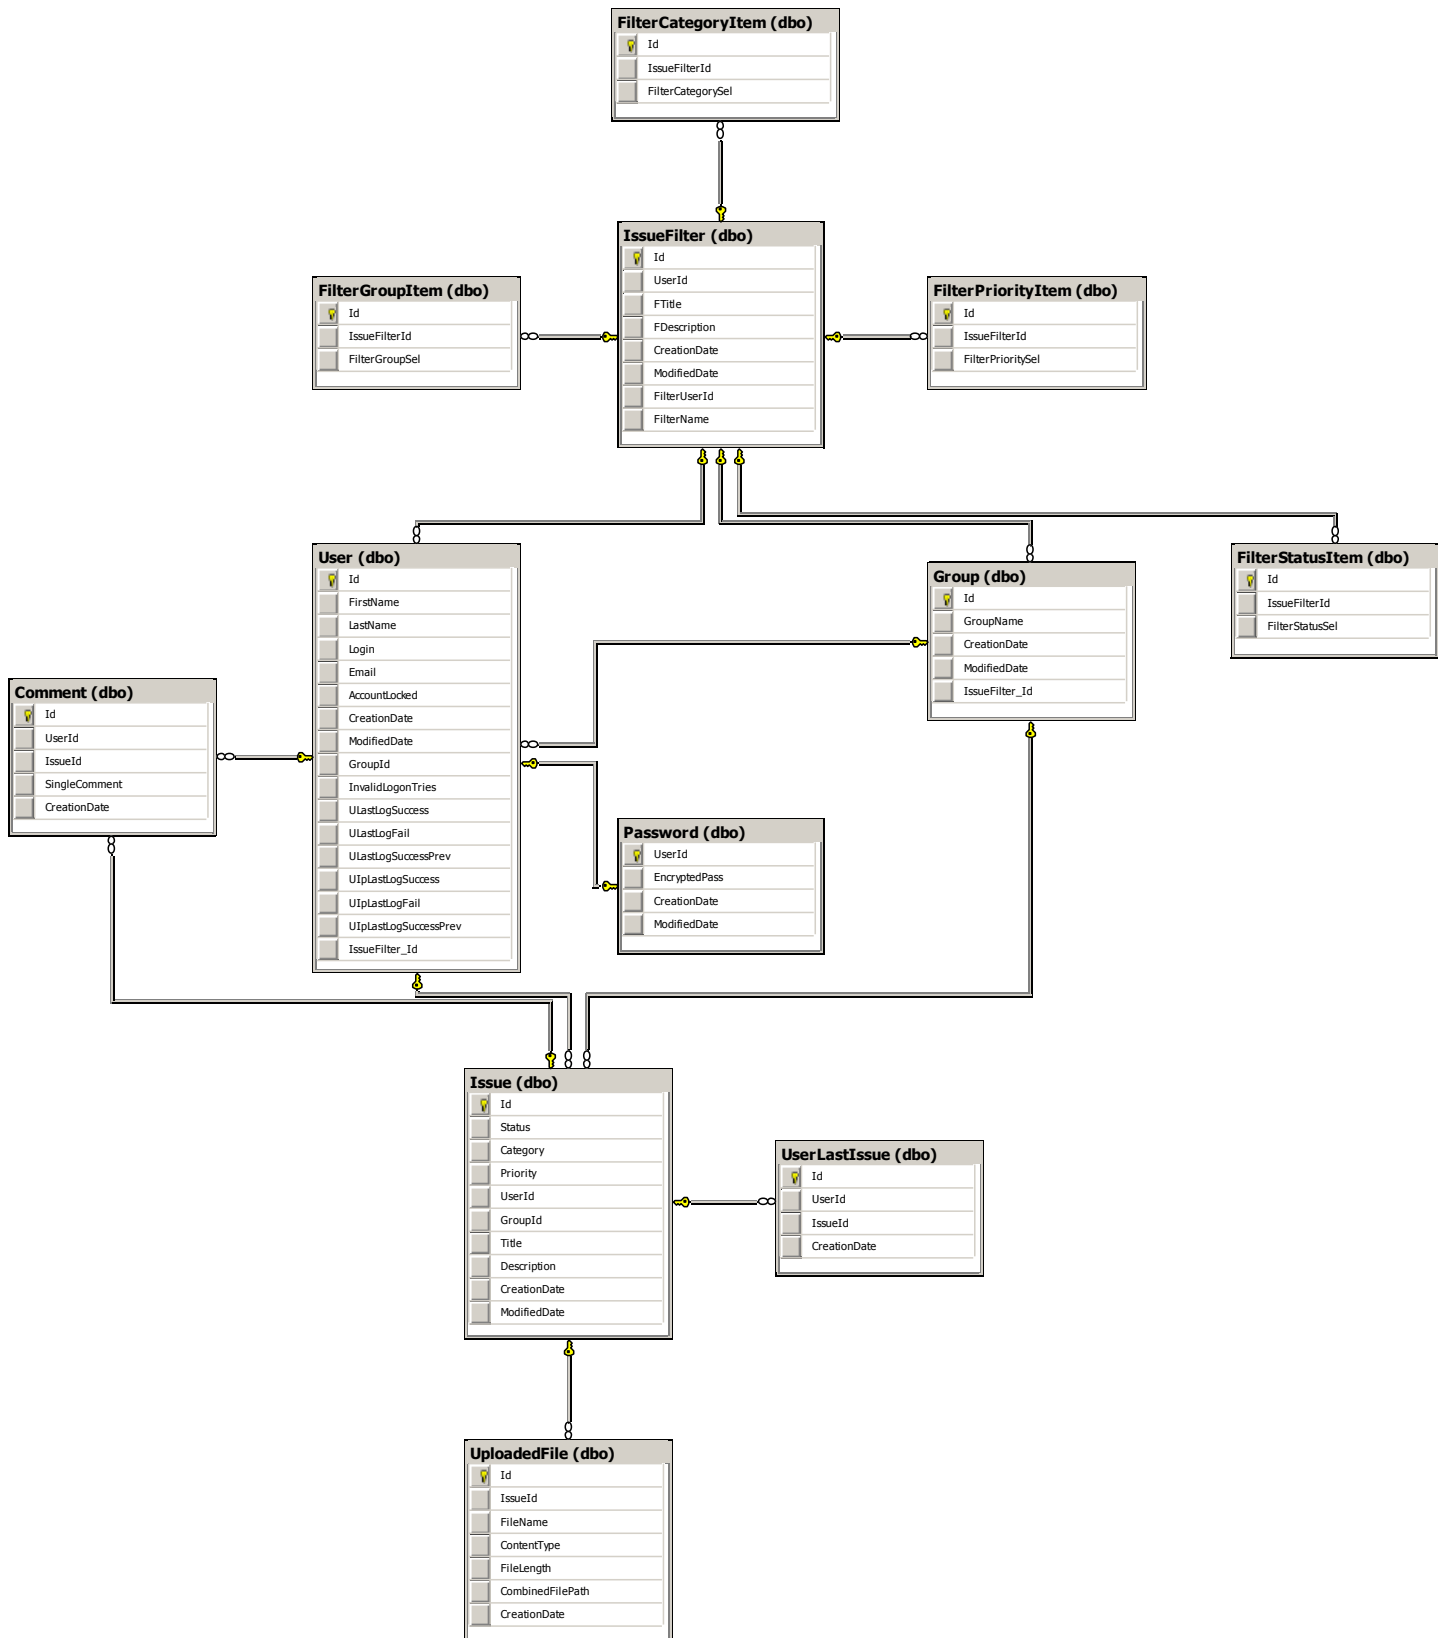 FilterCategoryItem (dbo)
Id
IssueFilterId
FilterCategorySel
IssueFilter (dbo)
Id
UserId
FTitle
FDescription
CreationDate
ModifiedDate
FilterUserId
FilterName
FilterGroupItem (dbo)
Id
IssueFilterId
FilterGroupSel
FilterPriorityItem (dbo)
Id
IssueFilterId
FilterPrioritySel
User (dbo)
Id
FirstName
LastName
Login
Email
AccountLocked
CreationDate
ModifiedDate
GroupId
InvalidLogonTries
ULastLogSuccess
ULastLogFail
ULastLogSuccessPrev
UIpLastLogSuccess
UIpLastLogFail
UIpLastLogSuccessPrev
IssueFilter_Id
Group (dbo)
Id
GroupName
CreationDate
ModifiedDate
IssueFilter_Id
FilterStatusItem (dbo)
Id
IssueFilterId
FilterStatusSel
Comment (dbo)
Id
UserId
IssueId
SingleComment
CreationDate
Password (dbo)
UserId
EncryptedPass
CreationDate
ModifiedDate
Issue (dbo)
Id
Status
Category
Priority
UserId
GroupId
Title
Description
CreationDate
ModifiedDate
UserLastIssue (dbo)
Id
UserId
IssueId
CreationDate
UploadedFile (dbo)
Id
IssueId
FileName
ContentType
FileLength
CombinedFilePath
CreationDate